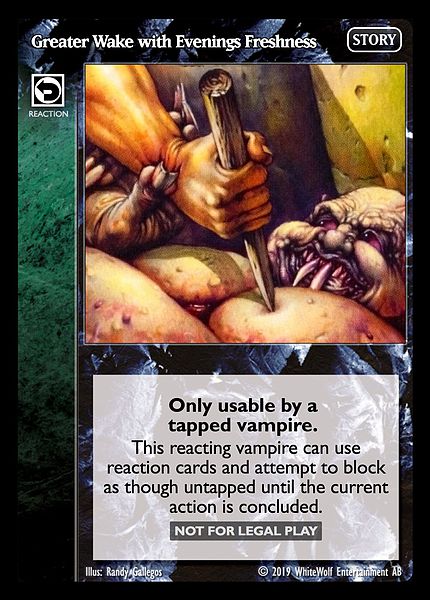 Greater Wake with Evenings Freshness
STORY
REACTION
Only usable by a
tapped vampire.
This reacting vampire can use
reaction cards and attempt to block
as though untapped until the current
action is concluded.
NOT FOR LEGAL PLAY
Illus: Randy Gallegos
© 2019 WhiteWolf Entertainment AB